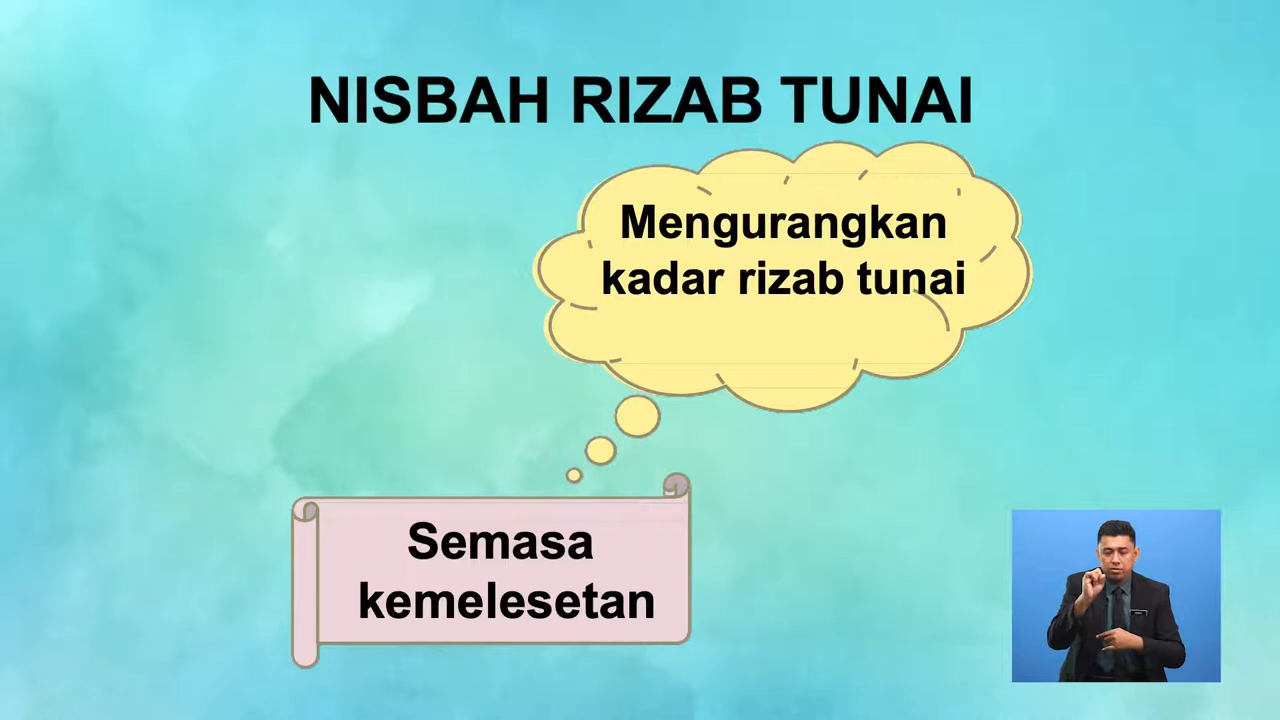 NISBAH RIZAB TUNAI
Mengurangkan
kadar rizab tunai
Semasa
kemelesetan